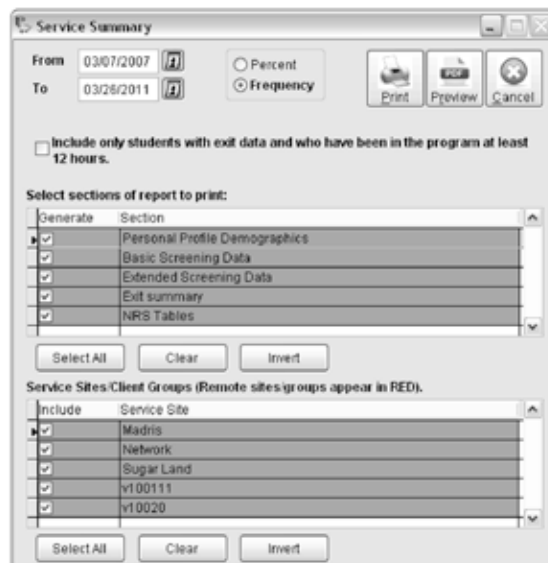 Service Summary
From 03/07/2007
To 03/26/2011
Percent
Frequency
Print
PDF
Preview
Cancel
Include only students with exit data and who have been in the program at least
12 hours.
Select sections of report to print:
Generate Section
Personal Profile Demographics
Basic Screening Data
Extended Screening Data
Exit summary
NRS Tables
Select All Clear Invert
Service Sites/Client Groups (Remote sites/groups appear in RED).
Include Service Site
Madris
Network
Sugar Land
v100111
v10020
Select All Clear Invert